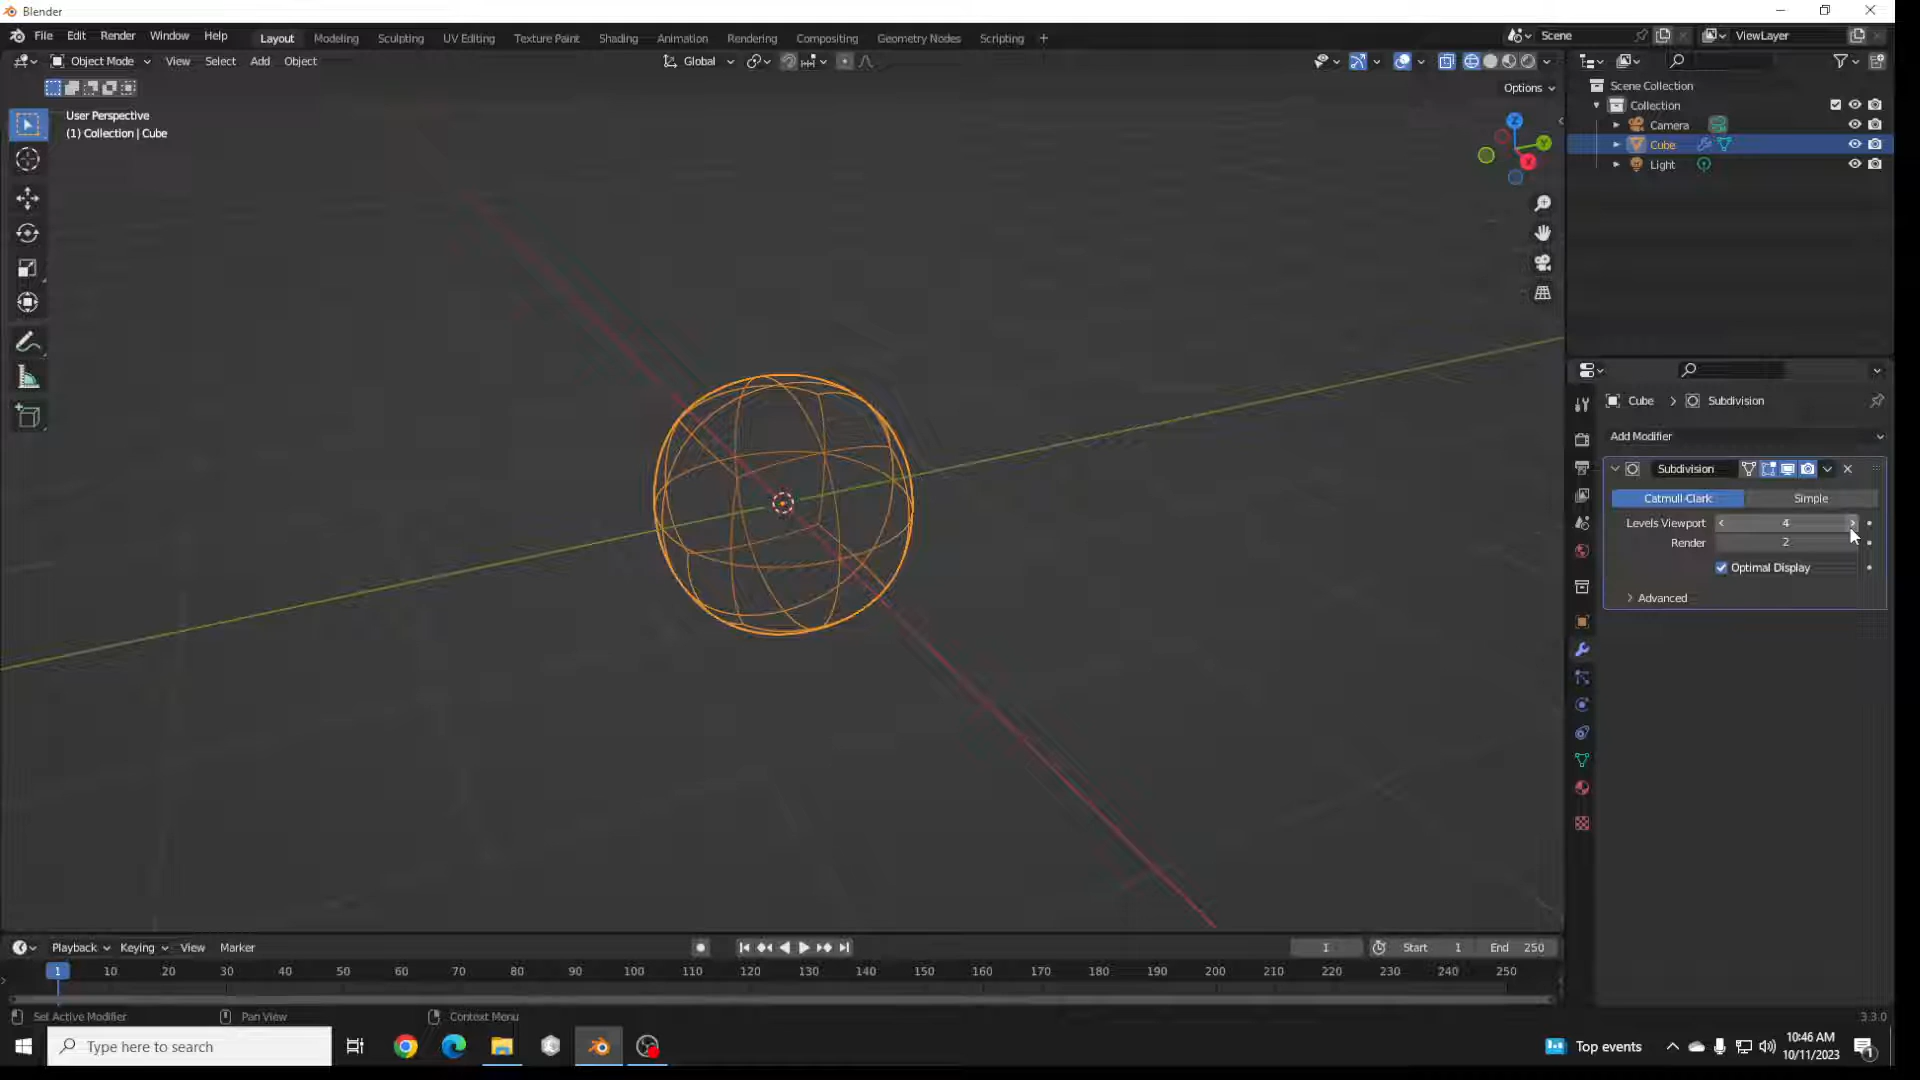 Blender
File Edit Render Window Help
Layout Modeling Sculpting UV Editing Texture Paint Shading Animation Rendering Compositing Geometry Nodes Scripting +
Scene
ViewLayer
Object Mode View Select Add Object
Global
Options
User Perspective
(1) Collection | Cube
Z
Y
X
Scene Collection
Collection
Camera
Cube
Light
Cube > Subdivision
Add Modifier
Subdivision
Catmull-Clark Simple
Levels Viewport 4
Render 2
Optimal Display
Advanced
Playback Keying View Marker
1 Start 1 End 250
1 10 20 30 40 50 60 70 80 90 100 110 120 130 140 150 160 170 180 190 200 210 220 230 240 250
Set Active Modifier Pan View Context Menu
3.3.0
Type here to search
Top events
10:46 AM
10/11/2023
1